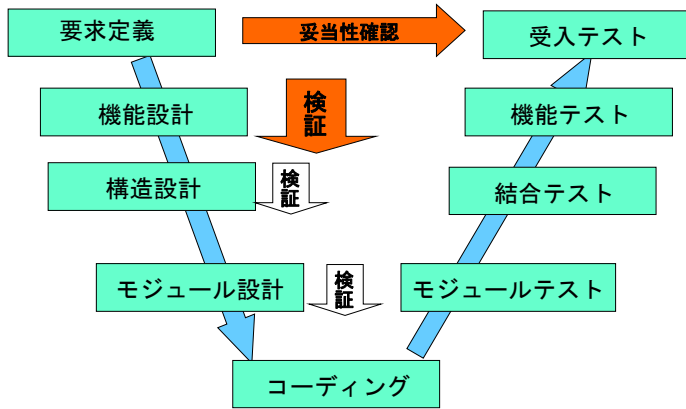 要求定義
妥当性確認
受入テスト
機能設計
検証
機能テスト
構造設計
検証
結合テスト
モジュール設計
検証
モジュールテスト
コーディング